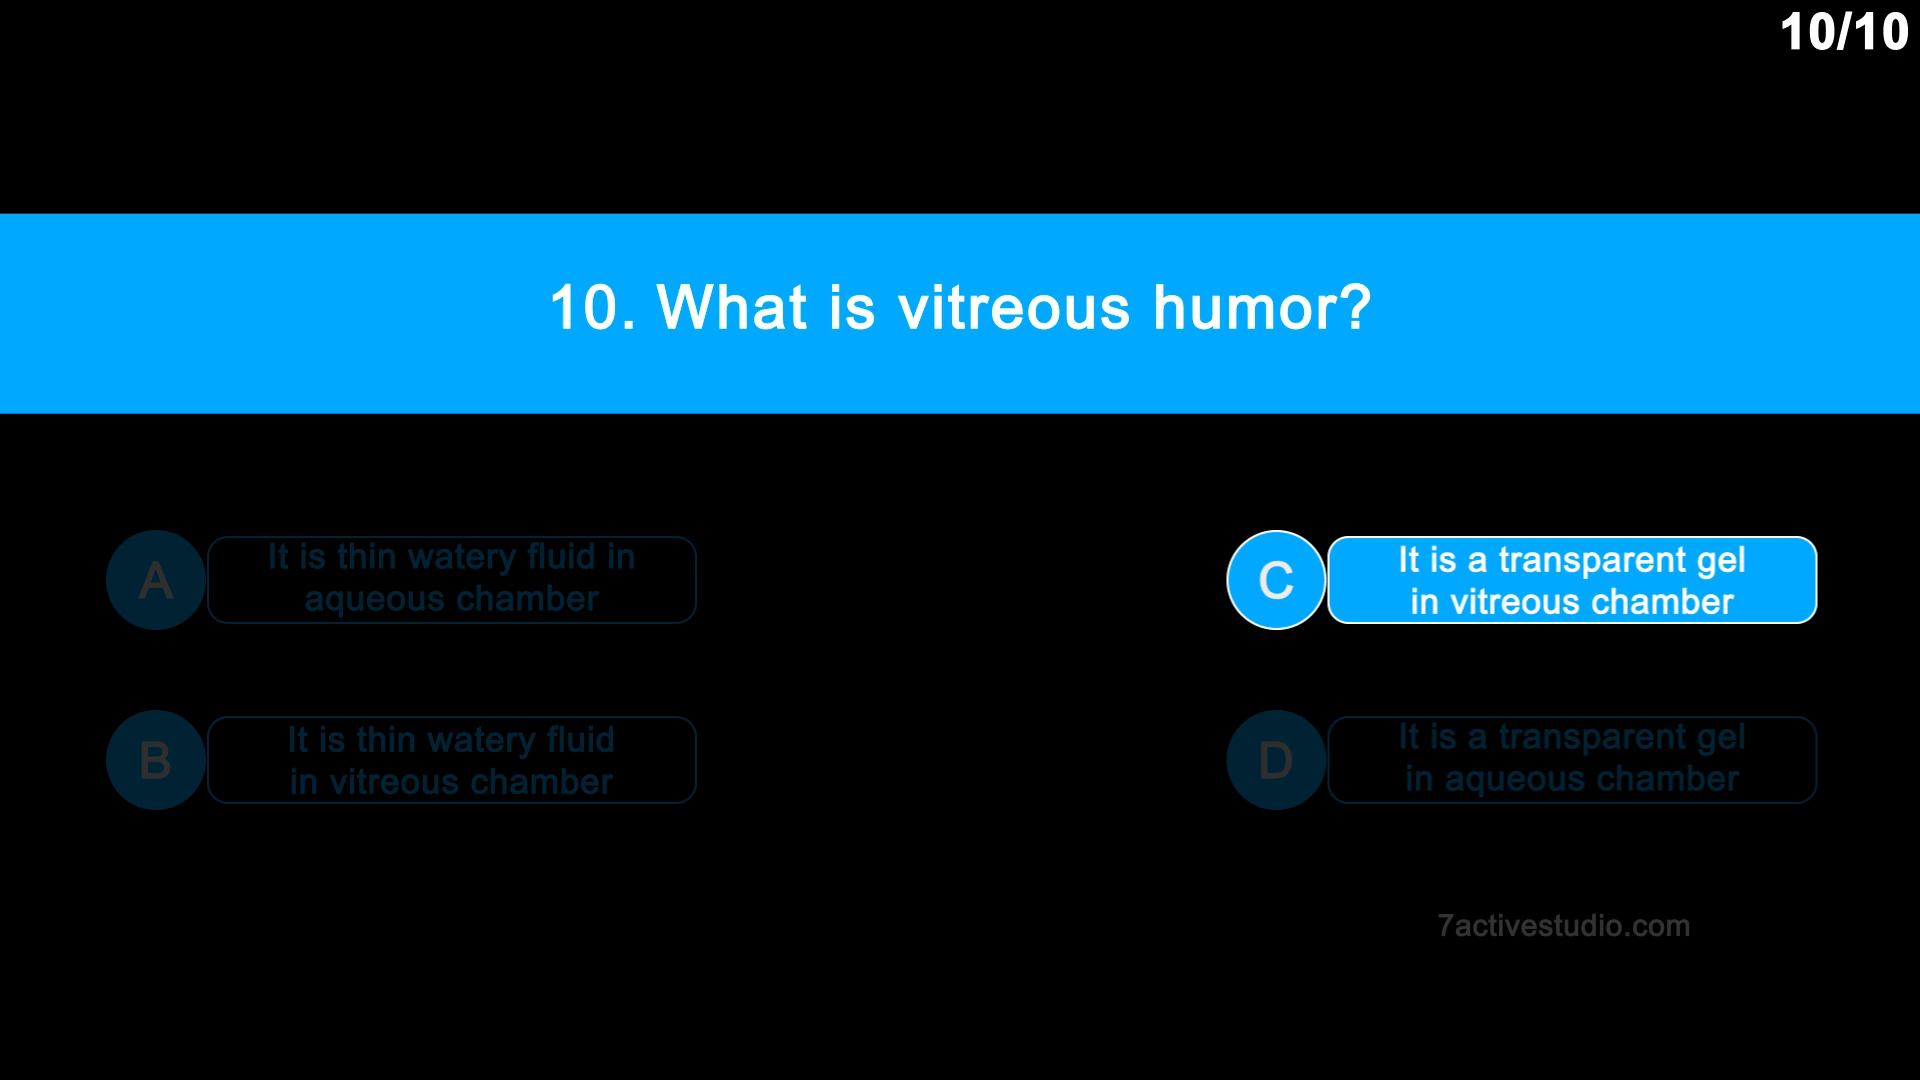 10/10
10. What is vitreous humor?
A
It is thin watery fluid in
aqueous chamber
B
It is thin watery fluid
in vitreous chamber
C
It is a transparent gel
in vitreous chamber
D
It is a transparent gel
in aqueous chamber
7activestudio.com